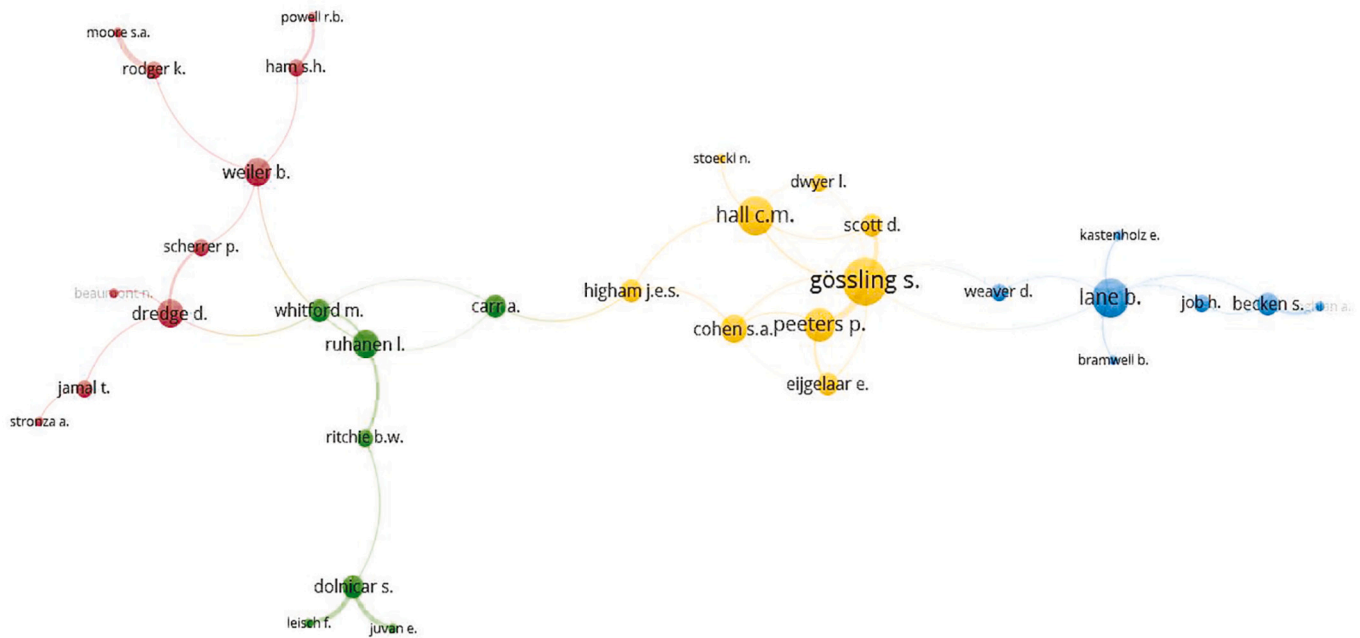 powell r.b.
moore s.a.
rodger k.
ham s.h.
stoeckl n.
weiler b.
dwyer l.
hall c.m.
scott d.
kastenholz e.
scherrer p.
gössling s.
beaumont n.
higham j.e.s.
weaver d.
lane b.
job h.
becken s.
dredge d.
whitford m.
carr a.
cohen s.a.
peeters p.
ruhanen l.
bramwell b.
jamal t.
eijgelaar e.
stronza a.
ritchie b.w.
dolnicar s.
leisch f.
juvan e.